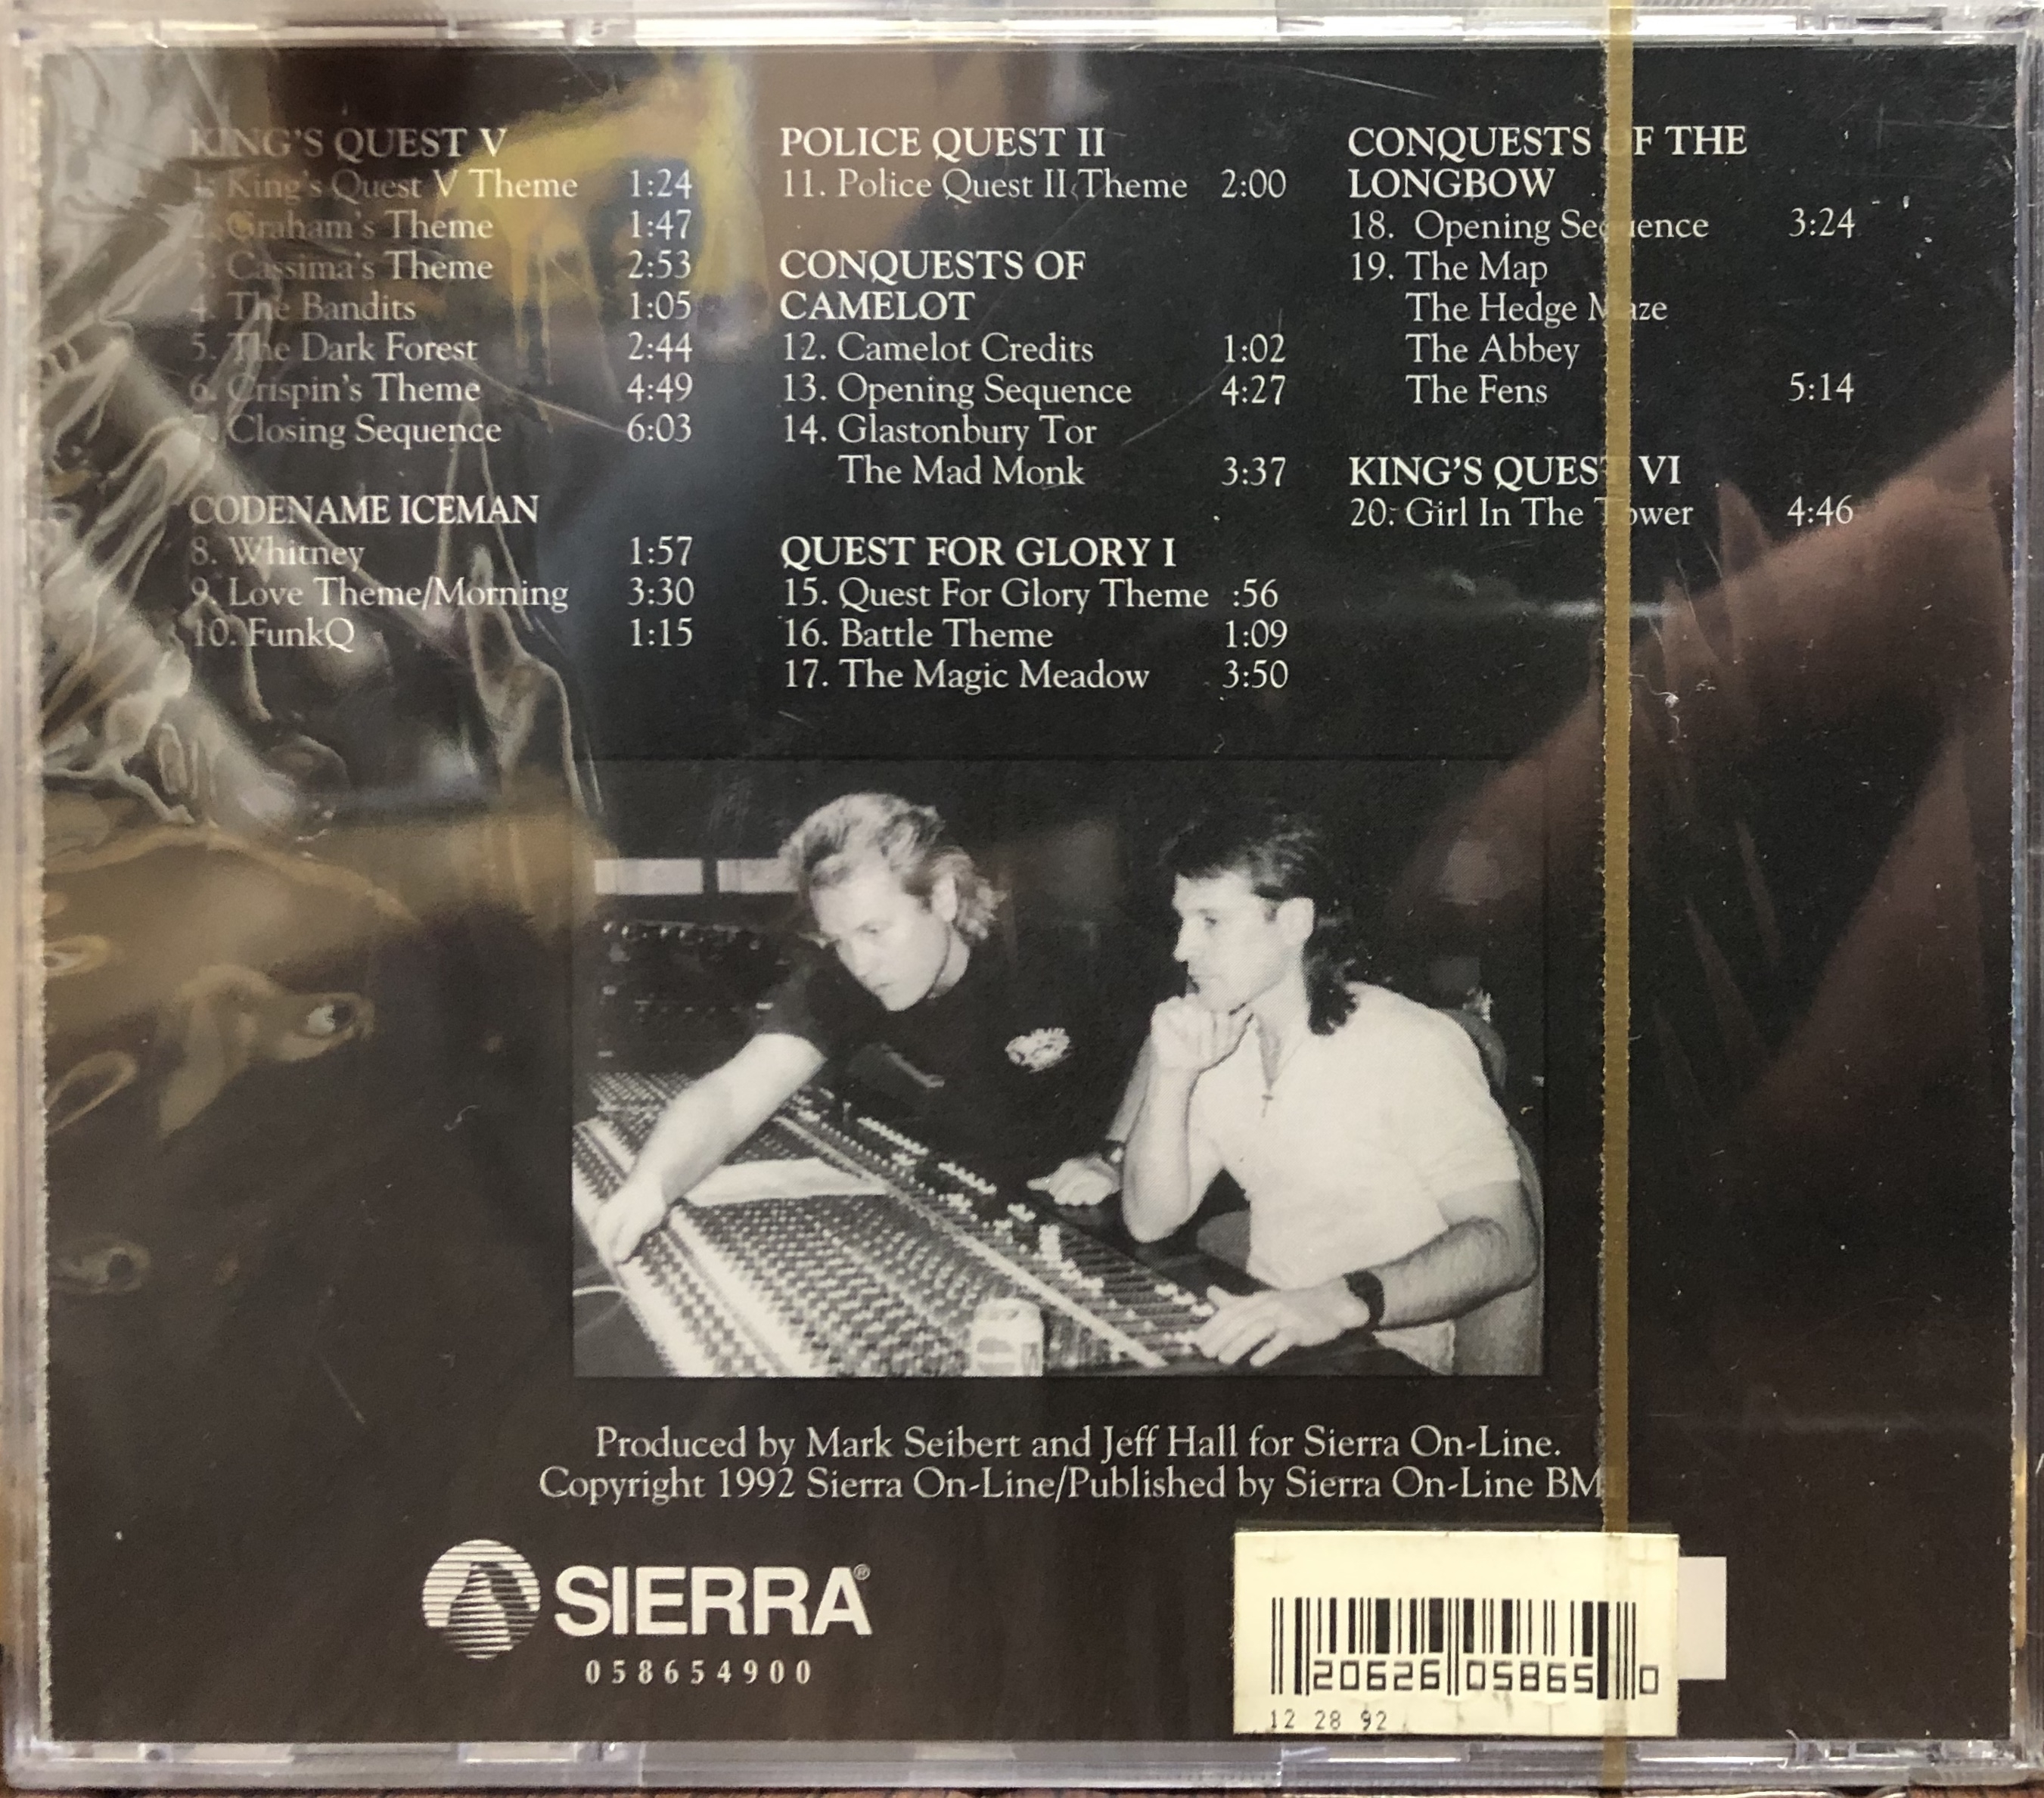 KING'S QUEST V
1. King's Quest V Theme 1:24
2. Graham's Theme 1:47
3. Cassima's Theme 2:53
4. The Bandits 1:05
5. The Dark Forest 2:44
6. Crispin's Theme 4:49
7. Closing Sequence 6:03
CODENAME ICEMAN
8. Whitney 1:57
9. Love Theme/Morning 3:30
10. FunkQ 1:15
POLICE QUEST II
11. Police Quest II Theme 2:00
CONQUESTS OF
CAMELOT
12. Camelot Credits 1:02
13. Opening Sequence 4:27
14. Glastonbury Tor
The Mad Monk 3:37
QUEST FOR GLORY I
15. Quest For Glory Theme :56
16. Battle Theme 1:09
17. The Magic Meadow 3:50
CONQUESTS OF THE
LONGBOW
18. Opening Sequence 3:24
19. The Map
The Hedge Maze
The Abbey
The Fens 5:14
KING'S QUEST VI
20. Girl In The Tower 4:46
Produced by Mark Seibert and Jeff Hall for Sierra On-Line.
Copyright 1992 Sierra On-Line/Published by Sierra On-Line BM
SIERRA®
058654900
20626 05865 0
12 28 92